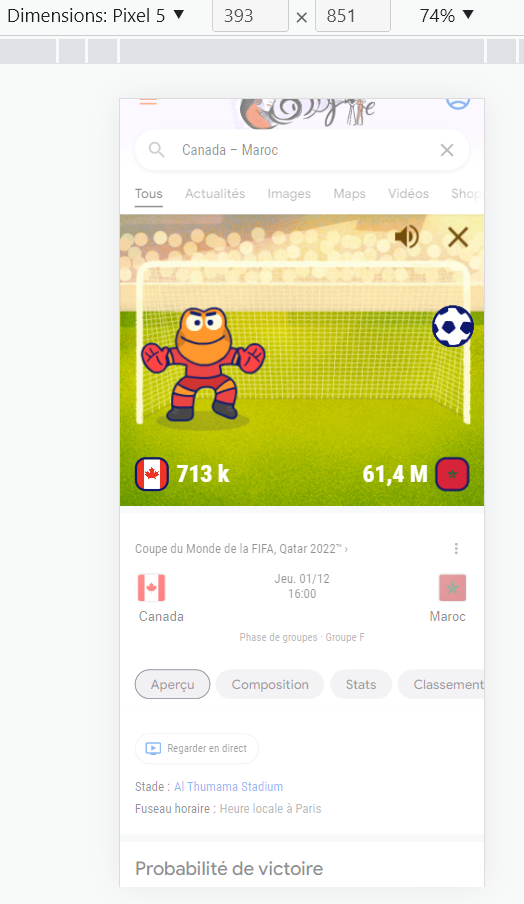 Dimensions: Pixel 5 ▼ 393 × 851 74% ▼
Canada – Maroc
Tous Actualités Images Maps Vidéos Shop
713 k 61,4 M
Coupe du Monde de la FIFA, Qatar 2022™ ›
Jeu. 01/12
16:00
Canada Maroc
Phase de groupes · Groupe F
Aperçu Composition Stats Classement
Regarder en direct
Stade : Al Thumama Stadium
Fuseau horaire : Heure locale à Paris
Probabilité de victoire